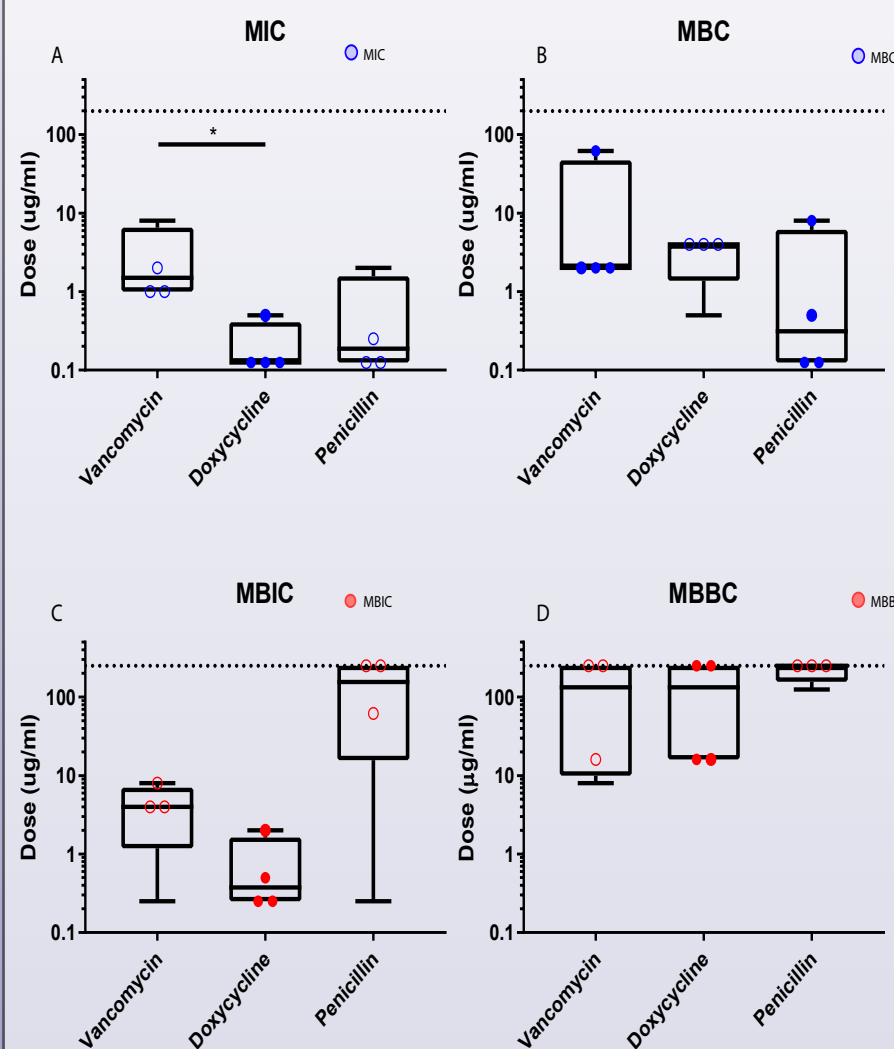 MIC
A
MIC
*
Dose (ug/ml)
100
10
1
0.1
Vancomycin
Doxycycline
Penicillin
MBC
B
MBC
Dose (ug/ml)
100
10
1
0.1
Vancomycin
Doxycycline
Penicillin
MBIC
C
MBIC
Dose (ug/ml)
100
10
1
0.1
Vancomycin
Doxycycline
Penicillin
MBBC
D
MBB
Dose (µg/ml)
100
10
1
0.1
Vancomycin
Doxycycline
Penicillin